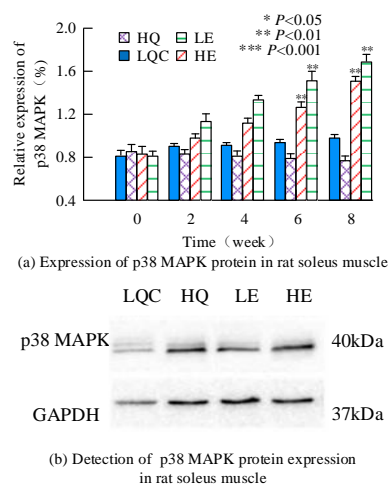 * P<0.05
** P<0.01
*** P<0.001
HQ LE
LQC HE
Relative expression of
p38 MAPK (%)
2.0
1.6
1.2
0.8
0.4
** ** ** **
0 2 4 6 8
Time（week）
(a) Expression of p38 MAPK protein in rat soleus muscle
LQC HQ LE HE
p38 MAPK 40kDa
GAPDH 37kDa
(b) Detection of p38 MAPK protein expression
in rat soleus muscle